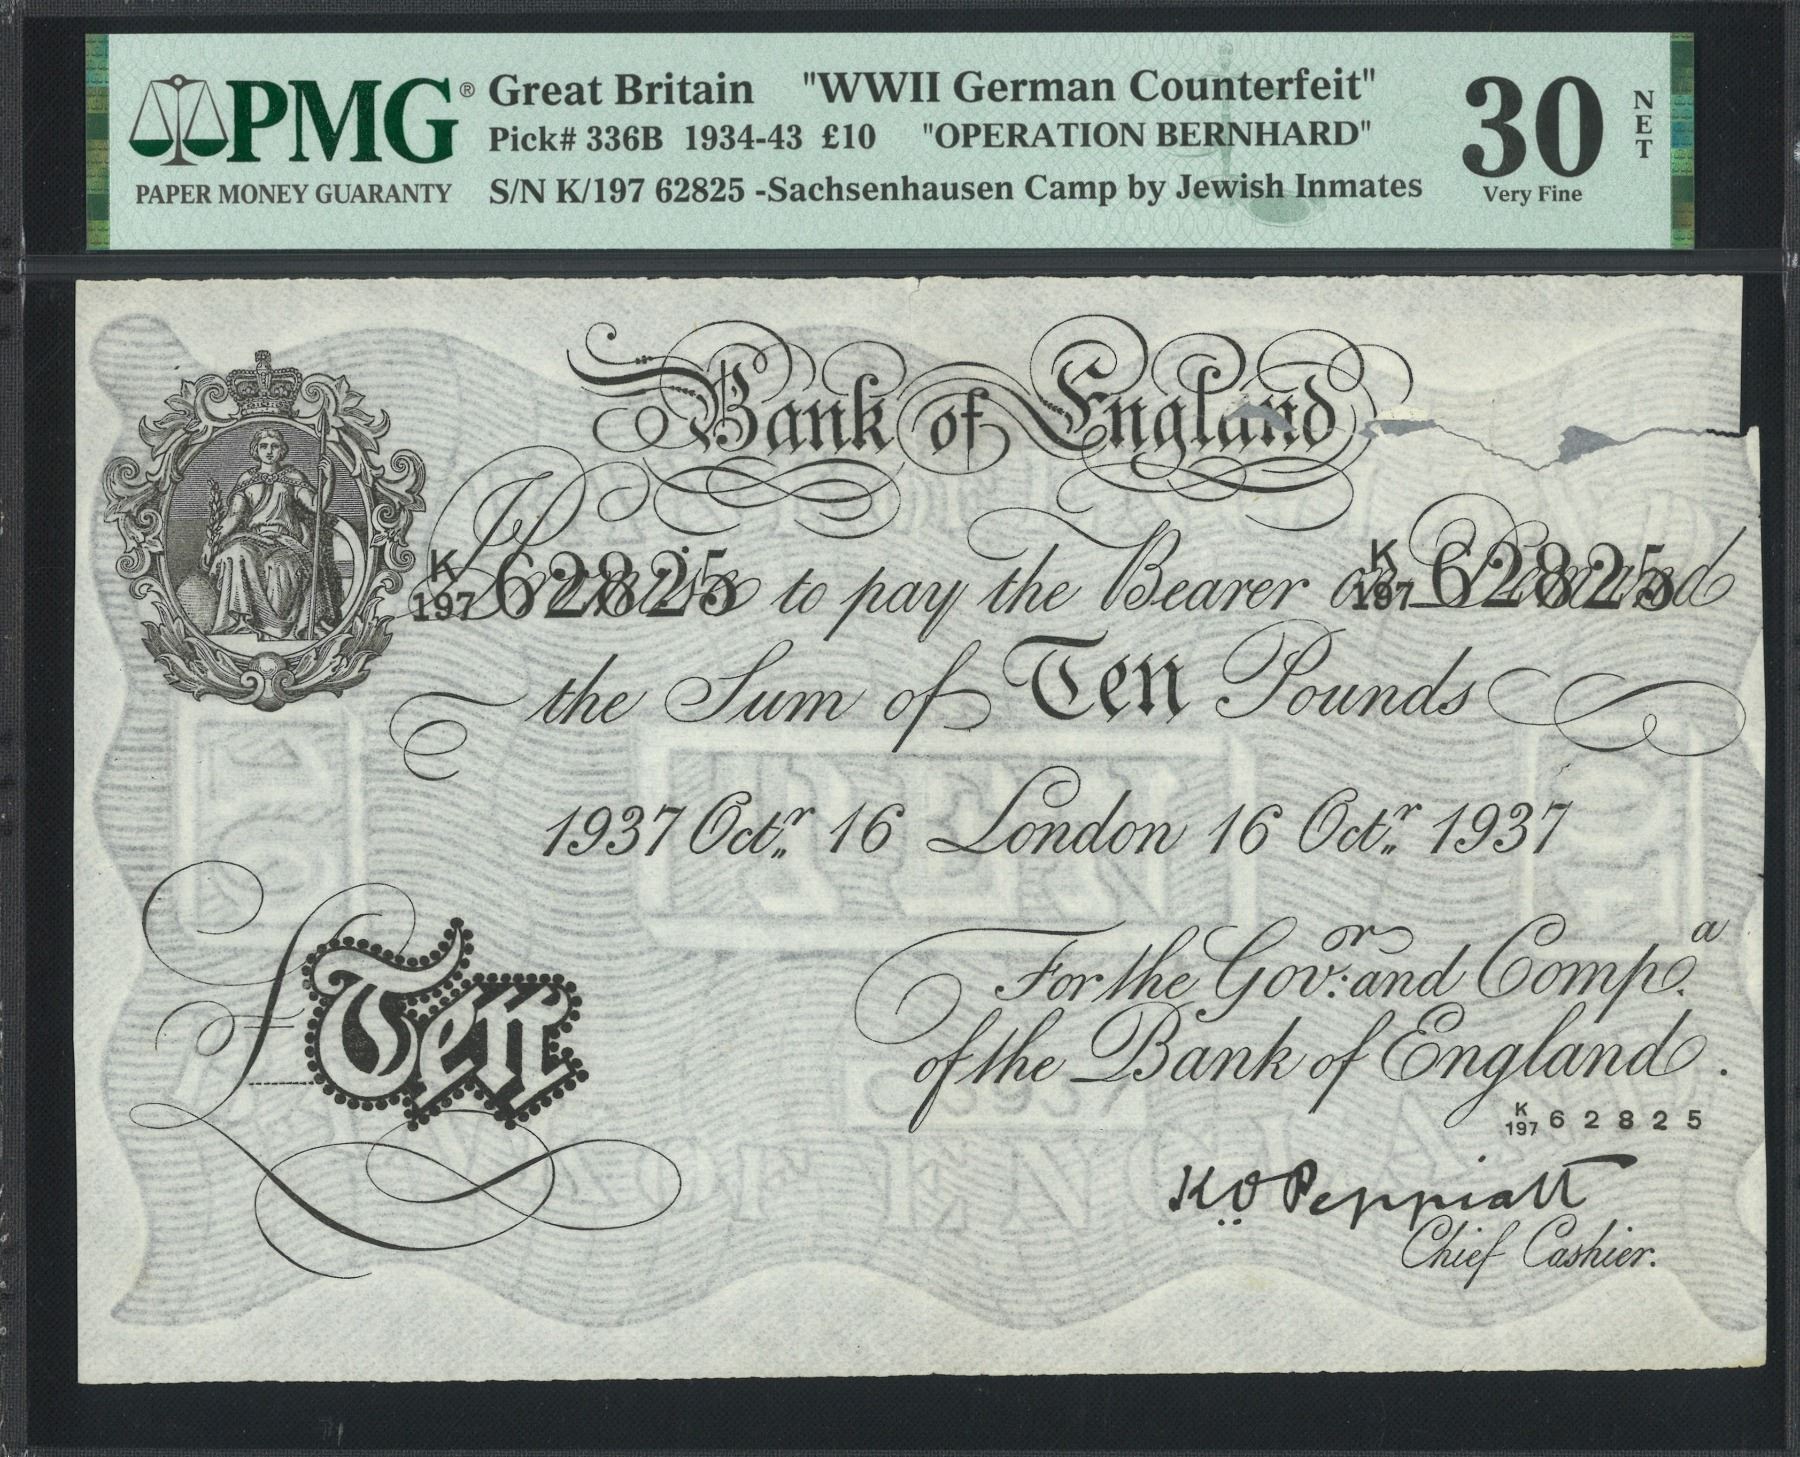 PMG® Great Britain "WWII German Counterfeit" 30 NET
Pick# 336B 1934-43 £10 "OPERATION BERNHARD"
PAPER MONEY GUARANTY S/N K/197 62825 -Sachsenhausen Camp by Jewish Inmates Very Fine
Bank of England
K/197 62825 K/197 62825
I Promise to pay the Bearer on Demand
the Sum of Ten Pounds
1937 Octr 16 London 16 Octr 1937
For the Govr: and Compa.
£Ten
of the Bank of England.
K/197 62825
K.O. Peppiatt
Chief Cashier.